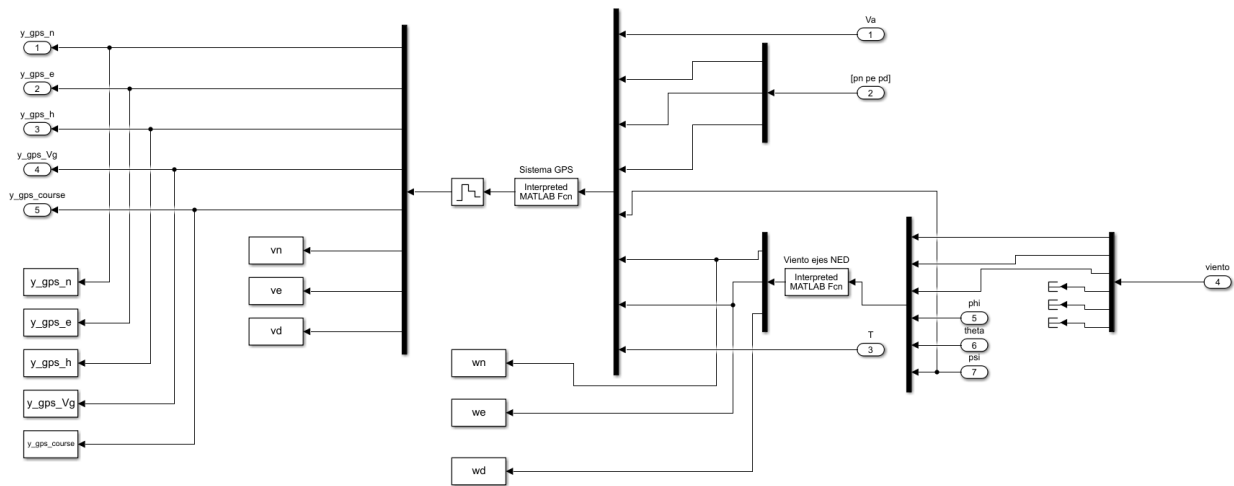 y_gps_n
1
y_gps_e
2
y_gps_h
3
y_gps_Vg
4
y_gps_course
5
y_gps_n
y_gps_e
y_gps_h
y_gps_Vg
y_gps_course
vn
ve
vd
Sistema GPS
Interpreted
MATLAB Fcn
wn
we
wd
Va
1
[pn pe pd]
2
Viento ejes NED
Interpreted
MATLAB Fcn
T
3
viento
4
phi
5
theta
6
psi
7